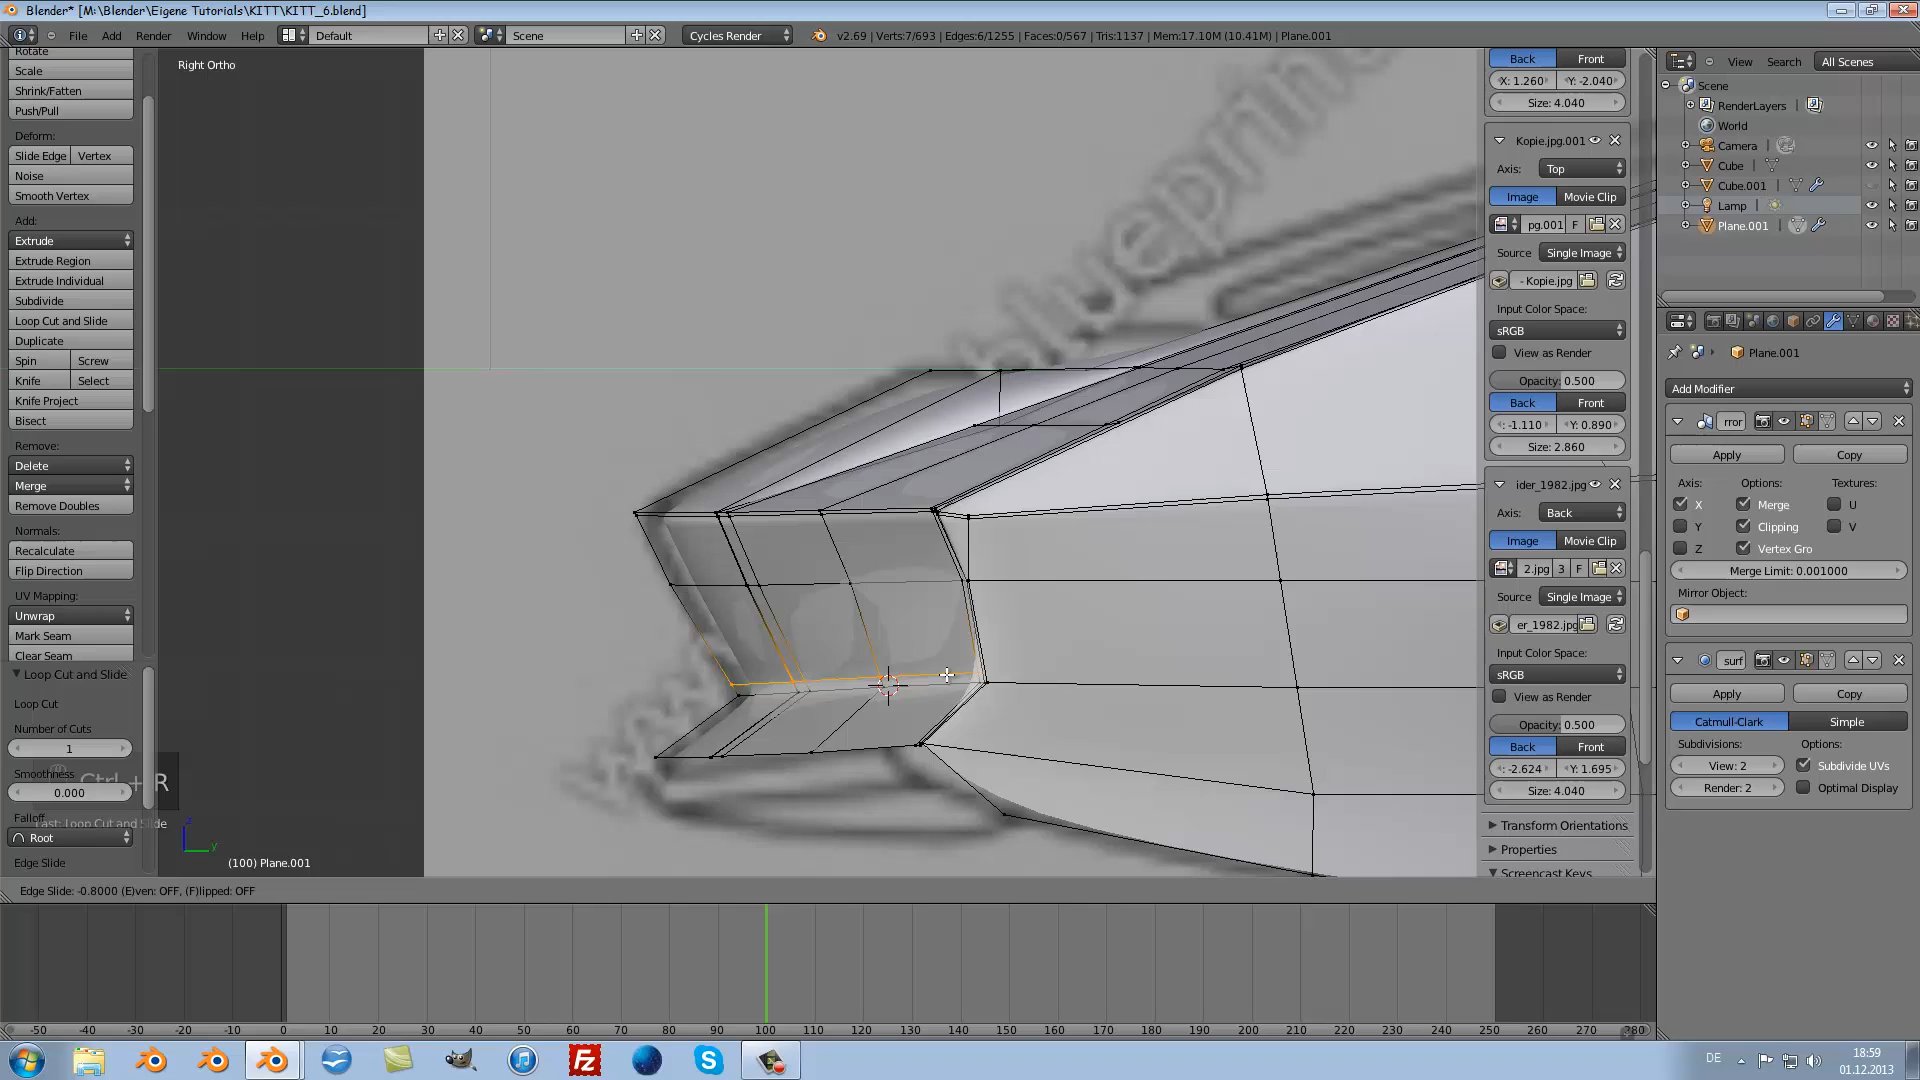 Blender* [M:\Blender\Eigene Tutorials\KITT\KITT_6.blend]
File Add Render Window Help Default Scene Cycles Render v2.69 | Verts:7/693 | Edges:6/1255 | Faces:0/567 | Tris:1137 | Mem:17.10M (10.41M) | Plane.001
Rotate
Scale
Shrink/Fatten
Push/Pull
Deform:
Slide Edge Vertex
Noise
Smooth Vertex
Add:
Extrude
Extrude Region
Extrude Individual
Subdivide
Loop Cut and Slide
Duplicate
Spin Screw
Knife Select
Knife Project
Bisect
Remove:
Delete
Merge
Remove Doubles
Normals:
Recalculate
Flip Direction
UV Mapping:
Unwrap
Mark Seam
Clear Seam
Loop Cut and Slide
Loop Cut
Number of Cuts
1
Smoothness
0.000
Falloff
Root
Edge Slide
Ctrl + R
Last: Loop Cut and Slide
Right Ortho
blueprin
z
y
(100) Plane.001
Edge Slide: -0.8000 (E)ven: OFF, (F)lipped: OFF
Back Front
X: 1.260 Y: -2.040
Size: 4.040
Kopie.jpg.001
Axis: Top
Image Movie Clip
pg.001 F
Source Single Image
- Kopie.jpg
Input Color Space:
sRGB
View as Render
Opacity: 0.500
Back Front
: -1.110 Y: 0.890
Size: 2.860
ider_1982.jpg
Axis: Back
Image Movie Clip
2.jpg 3 F
Source Single Image
er_1982.jpg
Input Color Space:
sRGB
View as Render
Opacity: 0.500
Back Front
: -2.624 Y: 1.695
Size: 4.040
Transform Orientations
Properties
Screencast Keys
View Search All Scenes
Scene
RenderLayers
World
Camera
Cube
Cube.001
Lamp
Plane.001
Plane.001
Add Modifier
rror
Apply Copy
Axis: Options: Textures:
X Merge U
Y Clipping V
Z Vertex Gro
Merge Limit: 0.001000
Mirror Object:
surf
Apply Copy
Catmull-Clark Simple
Subdivisions: Options:
View: 2 Subdivide UVs
Render: 2 Optimal Display
-50 -40 -30 -20 -10 0 10 20 30 40 50 60 70 80 90 100 110 120 130 140 150 160 170 180 190 200 210 220 230 240 250 260 270 280
DE 18:59
01.12.2013